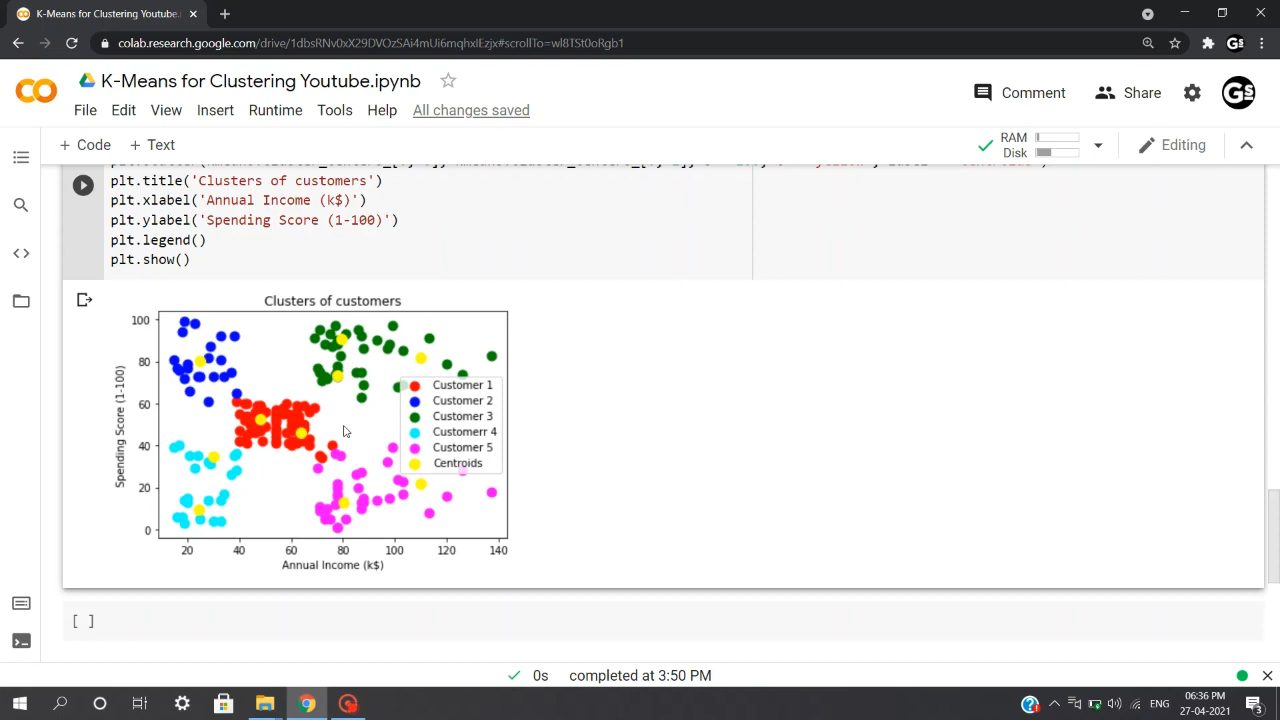 K-Means for Clustering Youtube.i
colab.research.google.com/drive/1dbsRNv0xX29DVOzSAi4mUi6mqhxlEzjx#scrollTo=wl8TSt0oRgb1
GS
CO
K-Means for Clustering Youtube.ipynb
Comment
Share
GS
File Edit View Insert Runtime Tools Help All changes saved
+ Code + Text
RAM
Disk
Editing
plt.title('Clusters of customers')
plt.xlabel('Annual Income (k$)')
plt.ylabel('Spending Score (1-100)')
plt.legend()
plt.show()
Clusters of customers
100
80
60
40
20
0
Spending Score (1-100)
Customer 1
Customer 2
Customer 3
Customerr 4
Customer 5
Centroids
20 40 60 80 100 120 140
Annual Income (k$)
[ ]
0s completed at 3:50 PM
ENG
06:36 PM
27-04-2021
3